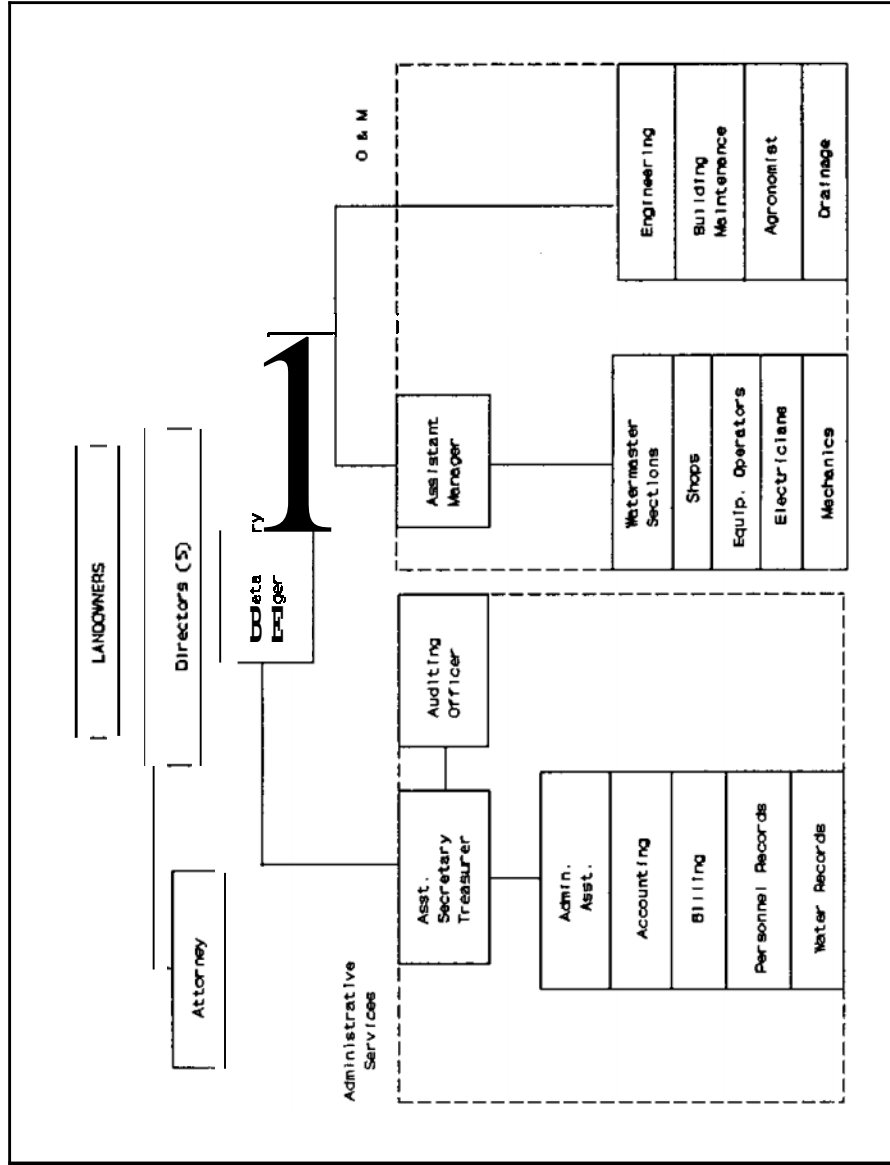 LANDOWNERS
Directors (5)
Attorney
1
Administrative
Services
O & M
Asst.
Secretary
Treasurer
Auditing
Officer
Assistant
Manager
Admin.
Asst.
Accounting
Billing
Personnel Records
Water Records
Watermaster
Sections
Shops
Equip. Operators
Electricians
Mechanics
Engineering
Building
Maintenance
Agronomist
Drainage